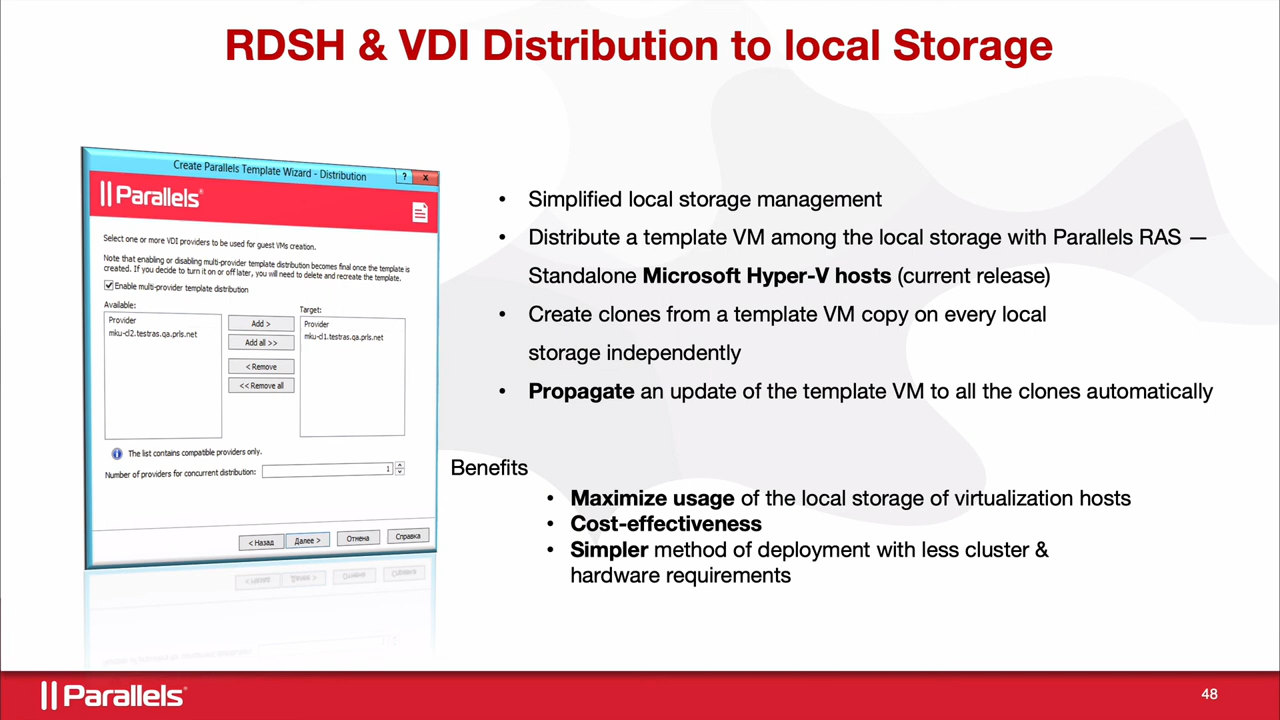 RDSH & VDI Distribution to local Storage
Create Parallels Template Wizard - Distribution
? x
Parallels®
Select one or more VDI providers to be used for guest VMs creation.
Note that enabling or disabling multi-provider template distribution becomes final once the template is
created. If you decide to turn it on or off later, you will need to delete and recreate the template.
Enable multi-provider template distribution
Available:
Provider
mku-cl2.testras.qa.prls.net
Add >
Add all >>
< Remove
<< Remove all
Target:
Provider
mku-cl1.testras.qa.prls.net
The list contains compatible providers only.
Number of providers for concurrent distribution: 1
< Назад Далее > Отмена Справка
• Simplified local storage management
• Distribute a template VM among the local storage with Parallels RAS —
Standalone Microsoft Hyper-V hosts (current release)
• Create clones from a template VM copy on every local
storage independently
• Propagate an update of the template VM to all the clones automatically
Benefits
• Maximize usage of the local storage of virtualization hosts
• Cost-effectiveness
• Simpler method of deployment with less cluster &
hardware requirements
Parallels®
48